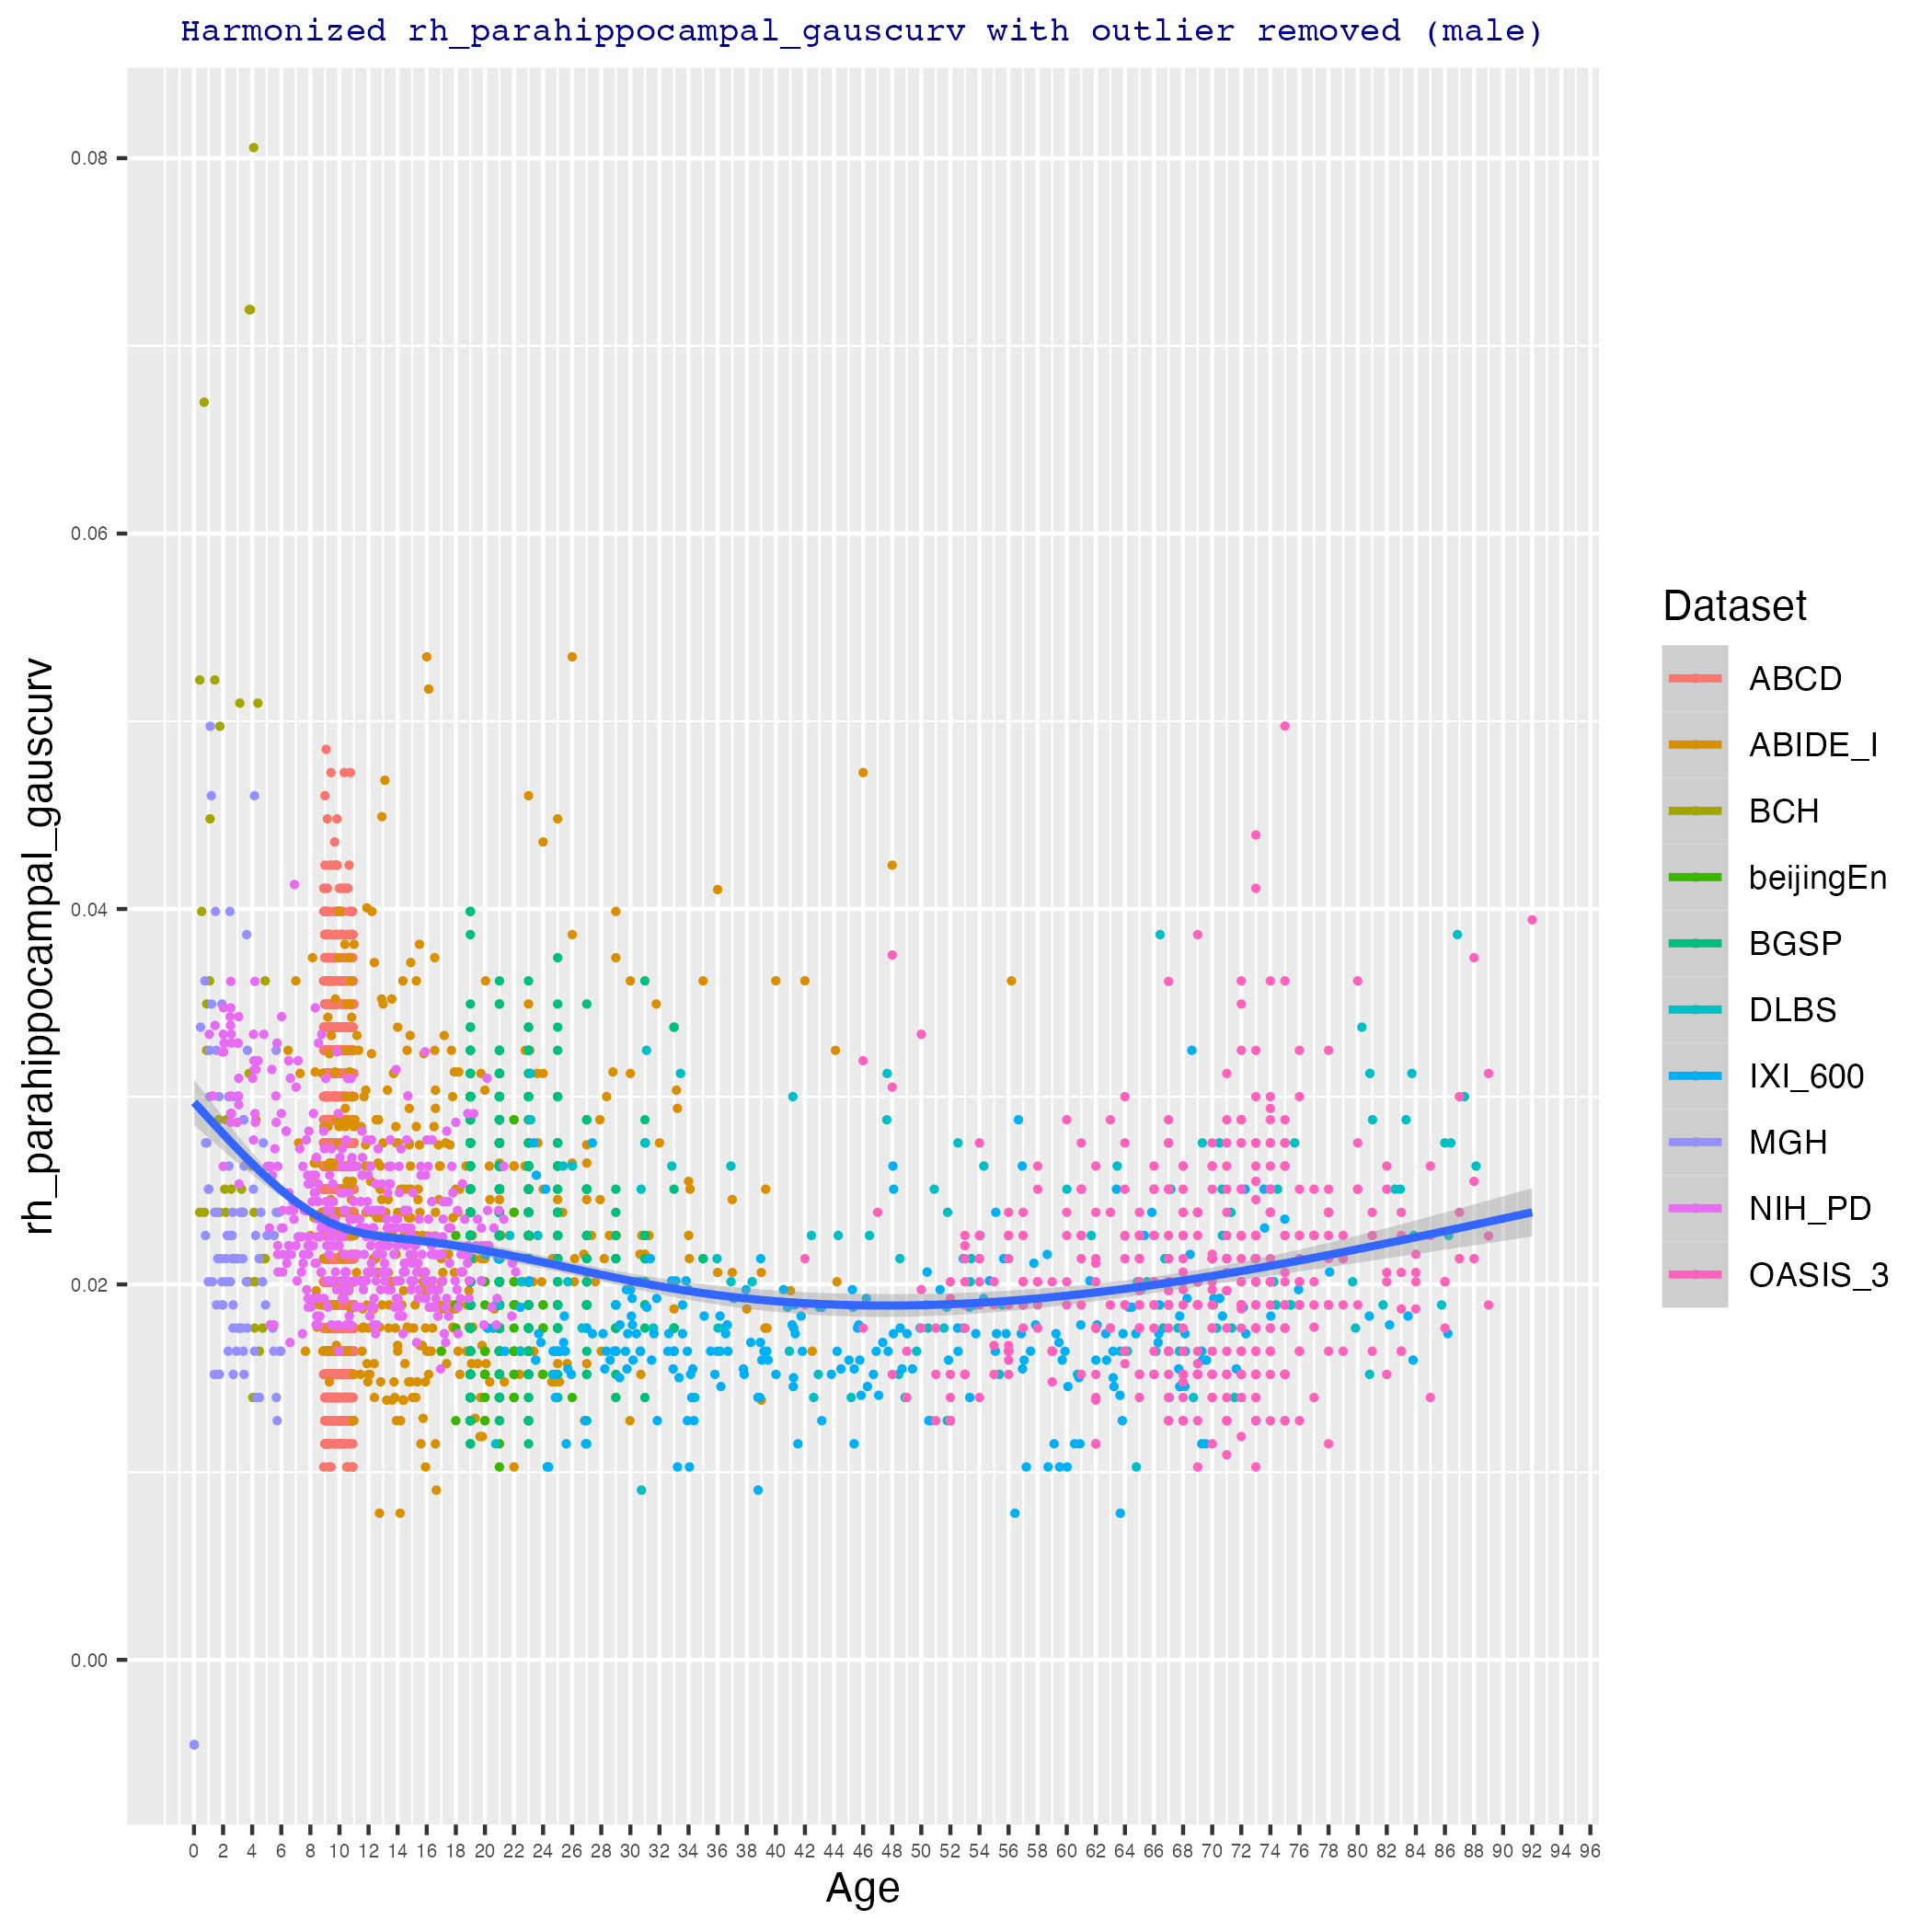 Harmonized rh_parahippocampal_gauscurv with outlier removed (male)
rh_parahippocampal_gauscurv
0.08
0.06
0.04
0.02
0.00
0 2 4 6 8 10 12 14 16 18 20 22 24 26 28 30 32 34 36 38 40 42 44 46 48 50 52 54 56 58 60 62 64 66 68 70 72 74 76 78 80 82 84 86 88 90 92 94 96
Age
Dataset
ABCD
ABIDE_I
BCH
beijingEn
BGSP
DLBS
IXI_600
MGH
NIH_PD
OASIS_3